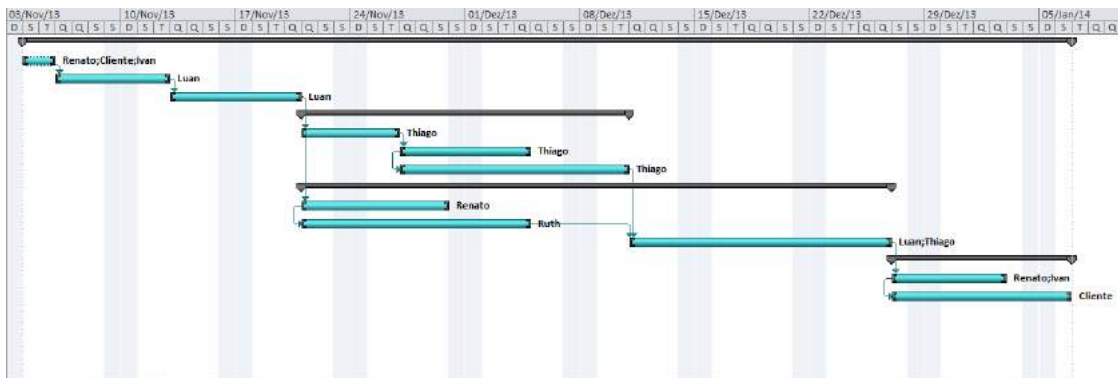 03/Nov/13 10/Nov/13 17/Nov/13 24/Nov/13 01/Dez/13 08/Dez/13 15/Dez/13 22/Dez/13 29/Dez/13 05/Jan/14
D S T Q Q S S D S T Q Q S S D S T Q Q S S D S T Q Q S S D S T Q Q S S D S T Q Q S S D S T Q Q S S D S T Q Q S S D S T Q Q S S D S T Q Q
Renato;Cliente;Ivan
Luan
Luan
Thiago
Thiago
Thiago
Renato
Ruth
Luan;Thiago
Renato;Ivan
Cliente